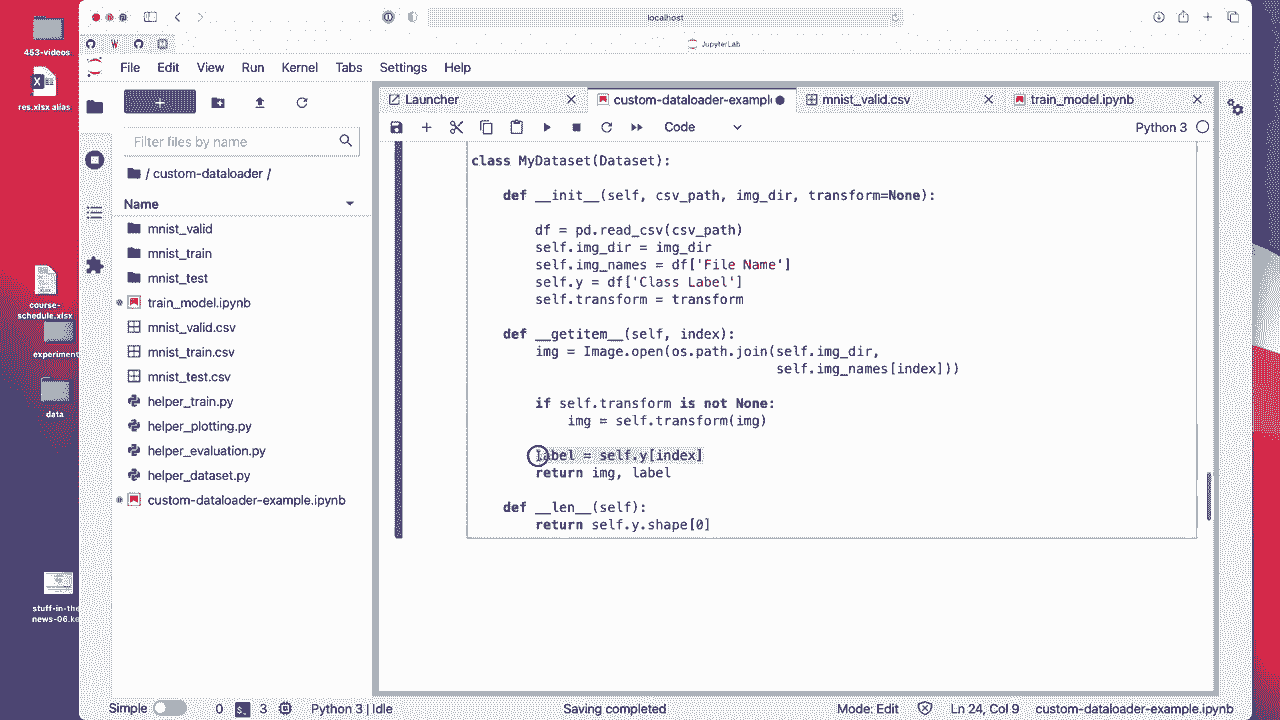 localhost
JupyterLab
453-videos
res.xlsx alias
course-
schedule.xlsx
experiment
data
stuff-in-the
news-06.ke
File Edit View Run Kernel Tabs Settings Help
Filter files by name
/ custom-dataloader /
Name
mnist_valid
mnist_train
mnist_test
train_model.ipynb
mnist_valid.csv
mnist_train.csv
mnist_test.csv
helper_train.py
helper_plotting.py
helper_evaluation.py
helper_dataset.py
custom-dataloader-example.ipynb
Launcher
custom-dataloader-example
mnist_valid.csv
train_model.ipynb
Code
Python 3
class MyDataset(Dataset):
def __init__(self, csv_path, img_dir, transform=None):
df = pd.read_csv(csv_path)
self.img_dir = img_dir
self.img_names = df['File Name']
self.y = df['Class Label']
self.transform = transform
def __getitem__(self, index):
img = Image.open(os.path.join(self.img_dir,
self.img_names[index]))
if self.transform is not None:
img = self.transform(img)
label = self.y[index]
return img, label
def __len__(self):
return self.y.shape[0]
Simple 0 3 Python 3 | Idle Saving completed Mode: Edit Ln 24, Col 9 custom-dataloader-example.ipynb